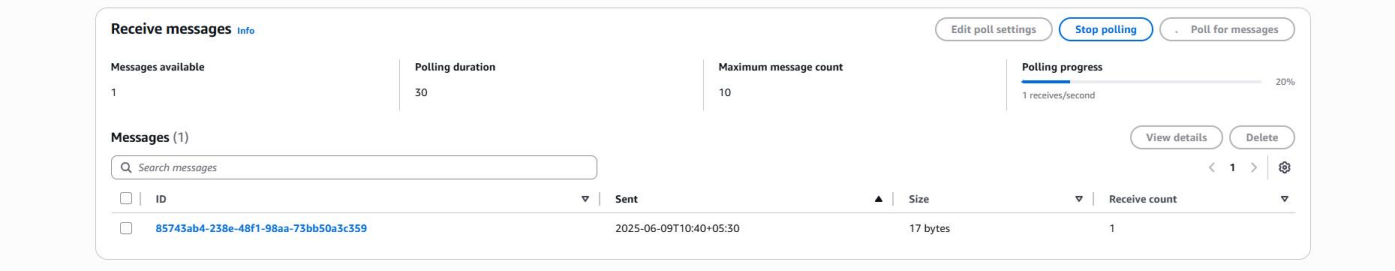 Receive messages Info
Edit poll settings
Stop polling
Poll for messages
Messages available
1
Polling duration
30
Maximum message count
10
Polling progress
20%
1 receives/second
Messages (1)
View details
Delete
Search messages
1
ID Sent Size Receive count
85743ab4-238e-48f1-98aa-73bb50a3c359 2025-06-09T10:40+05:30 17 bytes 1